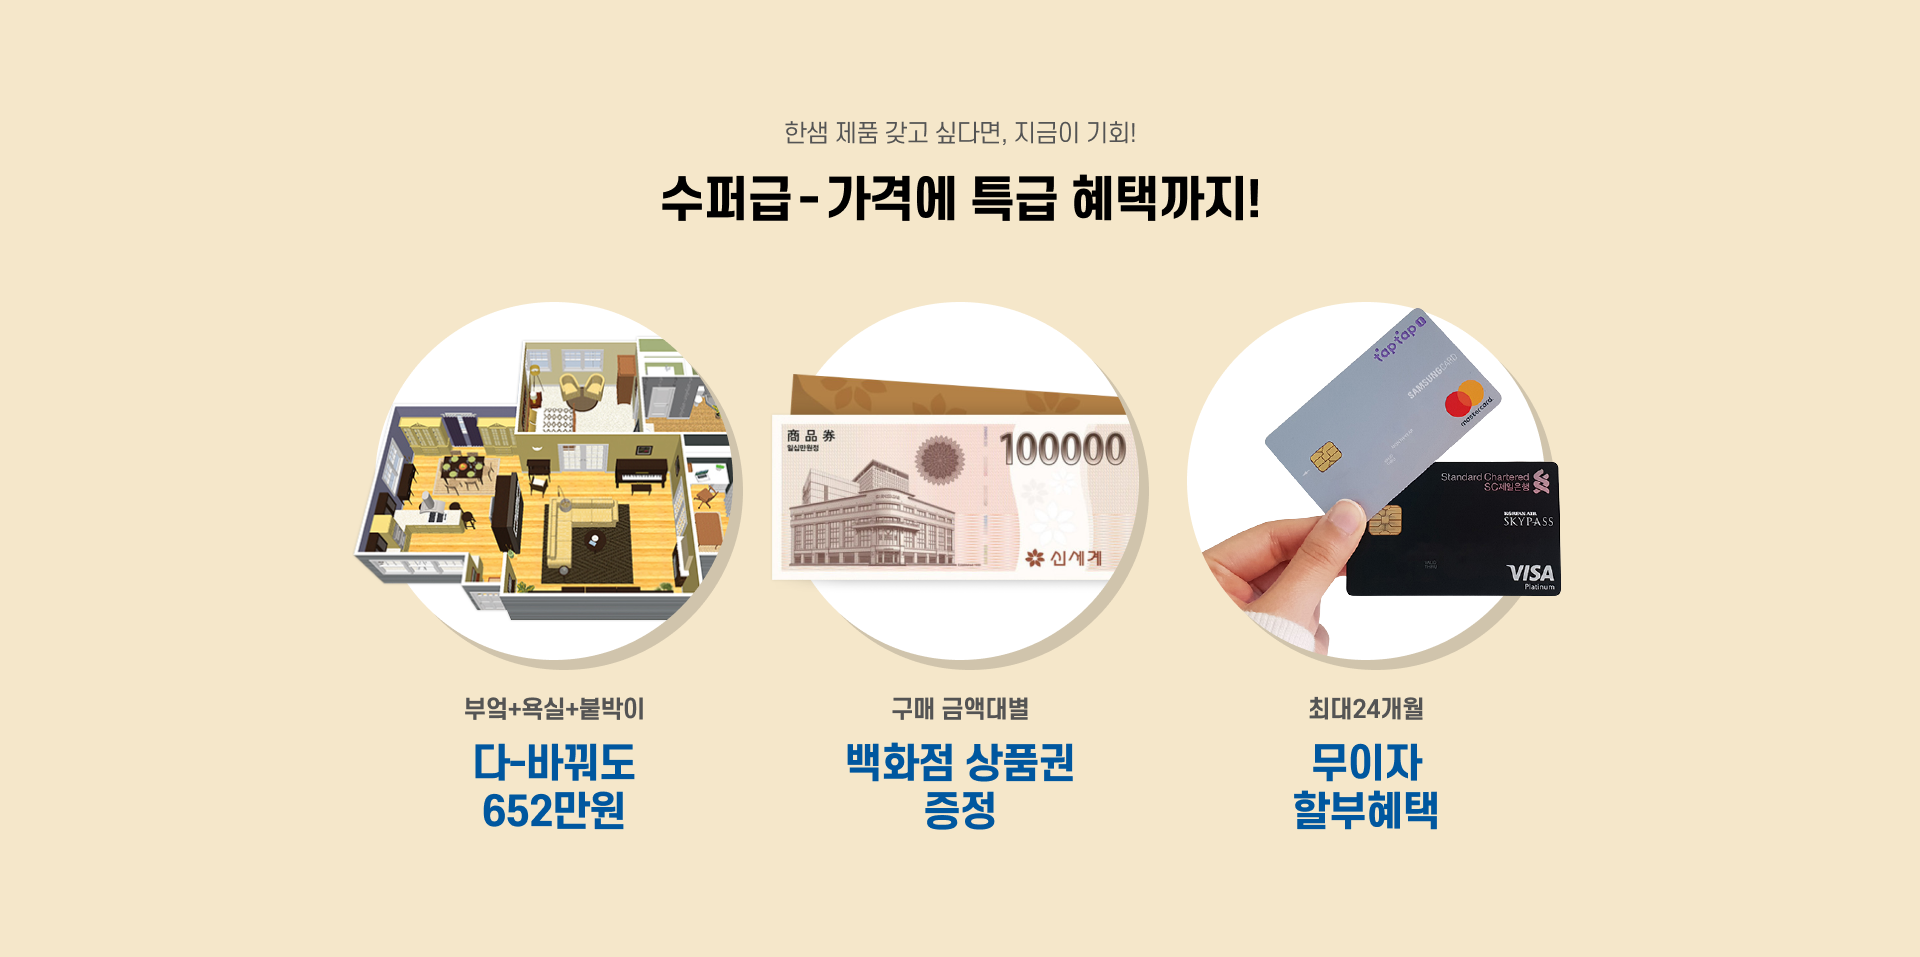 한샘 제품 갖고 싶다면, 지금이 기회!
수퍼급-가격에 특급 혜택까지!
商品券
일십만원정
100000
신세계
taptap
SAMSUNG CARD
mastercard
Standard Chartered
SC제일은행
KOREAN AIR
SKYPASS
VISA
Platinum
부엌+욕실+붙박이
다-바꿔도
652만원
구매 금액대별
백화점 상품권
증정
최대24개월
무이자
할부혜택